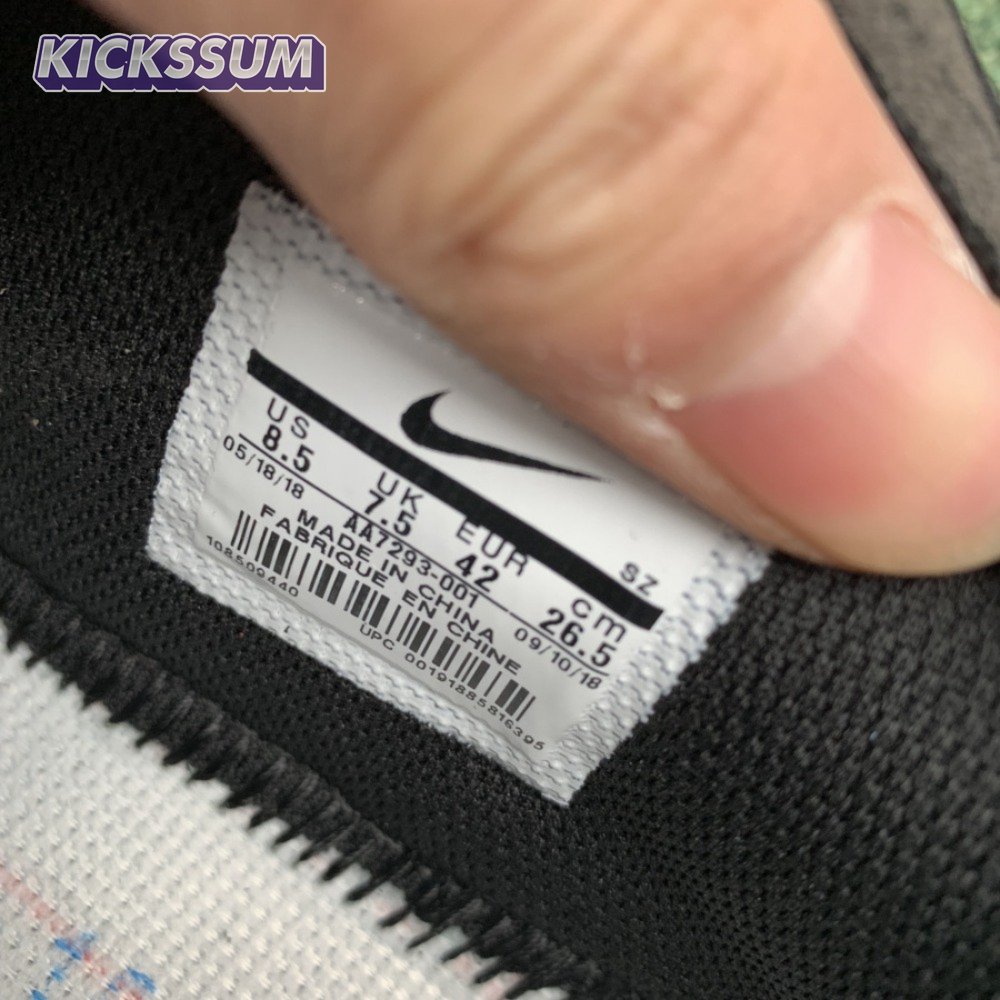 KICKSSUM
US UK EUR cm
8.5 7.5 42 26.5
SZ
05/18/18 AA7293-001 09/10/18
MADE IN CHINA
FABRIQUE EN CHINE
108509440
UPC 00191885816395